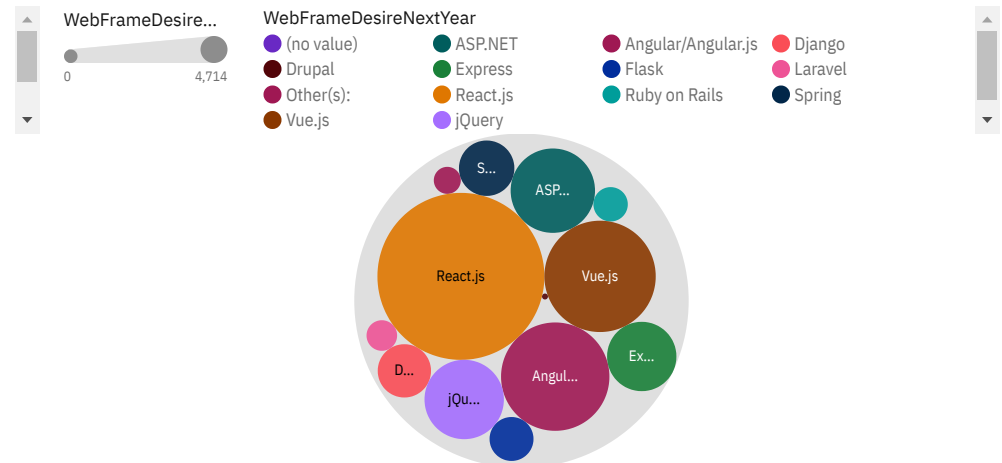 WebFrameDesire...
0 4,714
WebFrameDesireNextYear
(no value) ASP.NET Angular/Angular.js Django
Drupal Express Flask Laravel
Other(s): React.js Ruby on Rails Spring
Vue.js jQuery
S...
ASP...
React.js
Vue.js
Ex...
D...
Angul...
jQu...